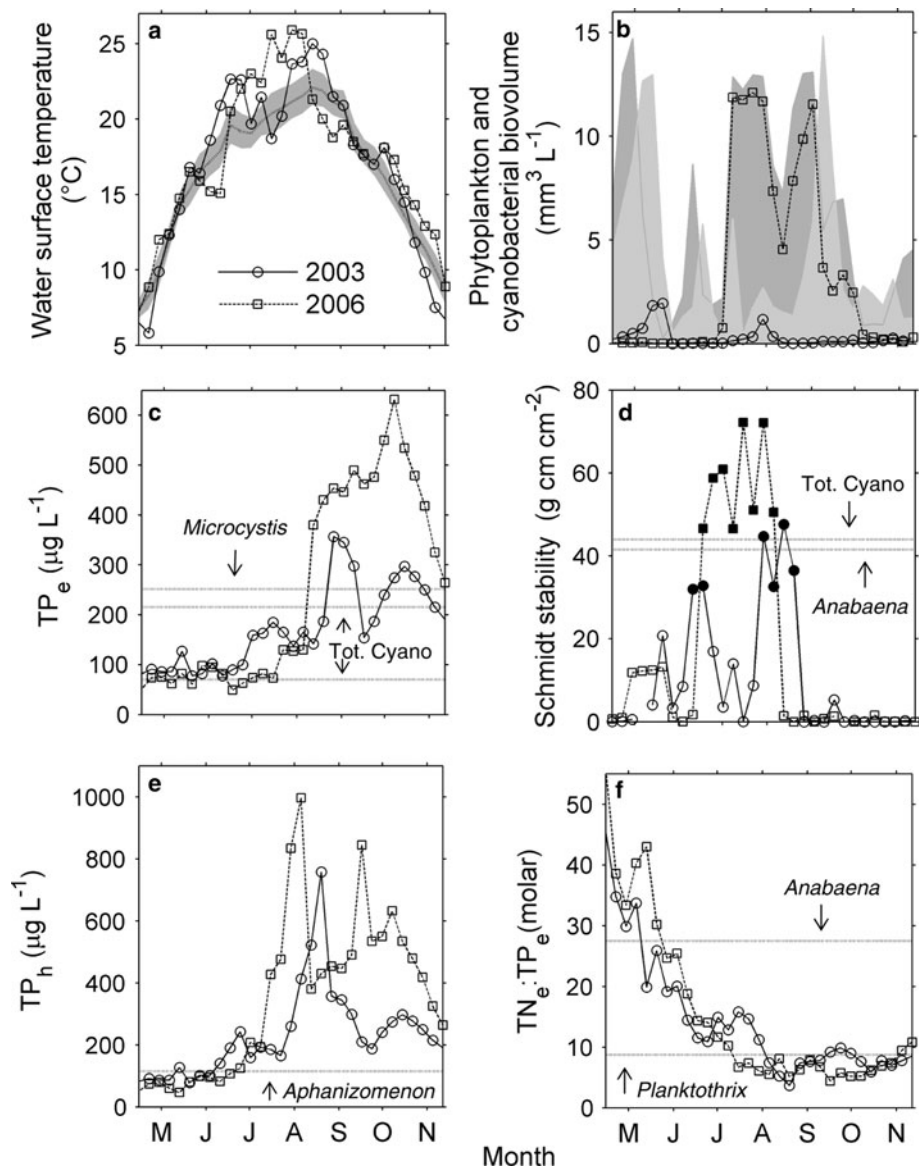 a
Water surface temperature
(°C)
25
20
15
10
5
2003
2006
b
Phytoplankton and
cyanobacterial biovolume
(mm³ L⁻¹)
15
10
5
0
c
TPₑ (µg L⁻¹)
600
500
400
300
200
100
0
Microcystis
Tot. Cyano
d
Schmidt stability (g cm cm⁻²)
80
60
40
20
0
Tot. Cyano
Anabaena
e
TPₕ (µg L⁻¹)
1000
800
600
400
200
0
Aphanizomenon
M J J A S O N
f
TNₑ:TPₑ (molar)
50
40
30
20
10
0
Anabaena
Planktothrix
M J J A S O N
Month